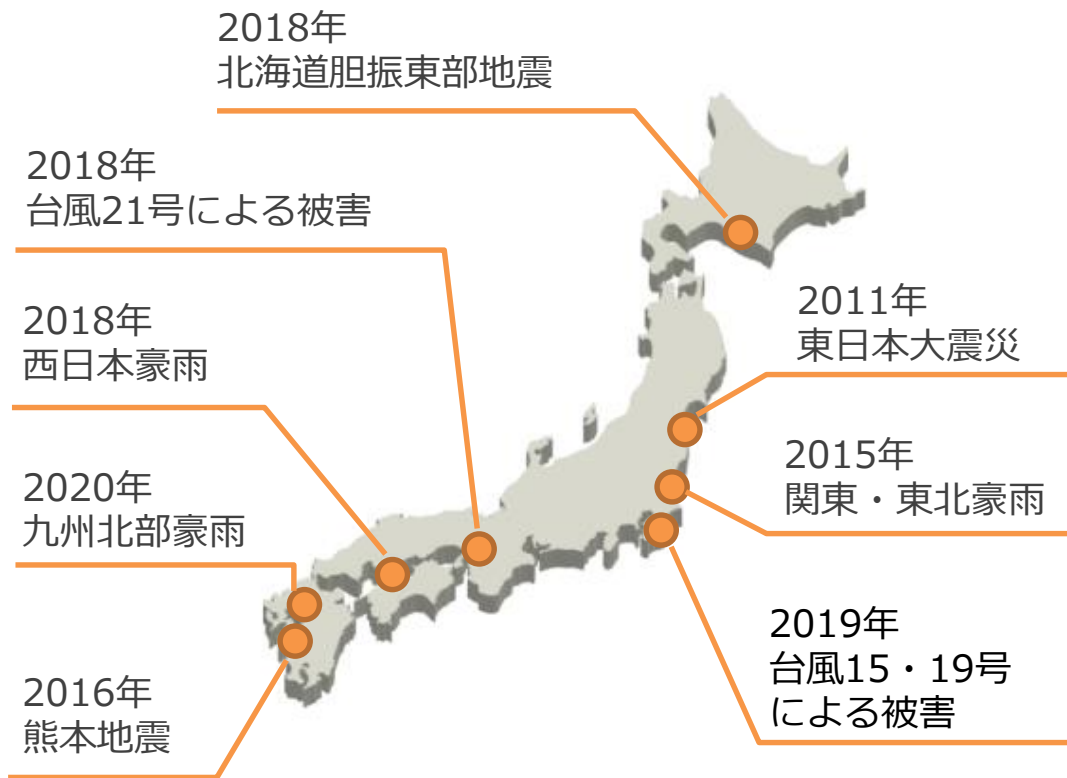 2018年
北海道胆振東部地震
2018年
台風21号による被害
2018年
西日本豪雨
2020年
九州北部豪雨
2016年
熊本地震
2011年
東日本大震災
2015年
関東・東北豪雨
2019年
台風15・19号
による被害